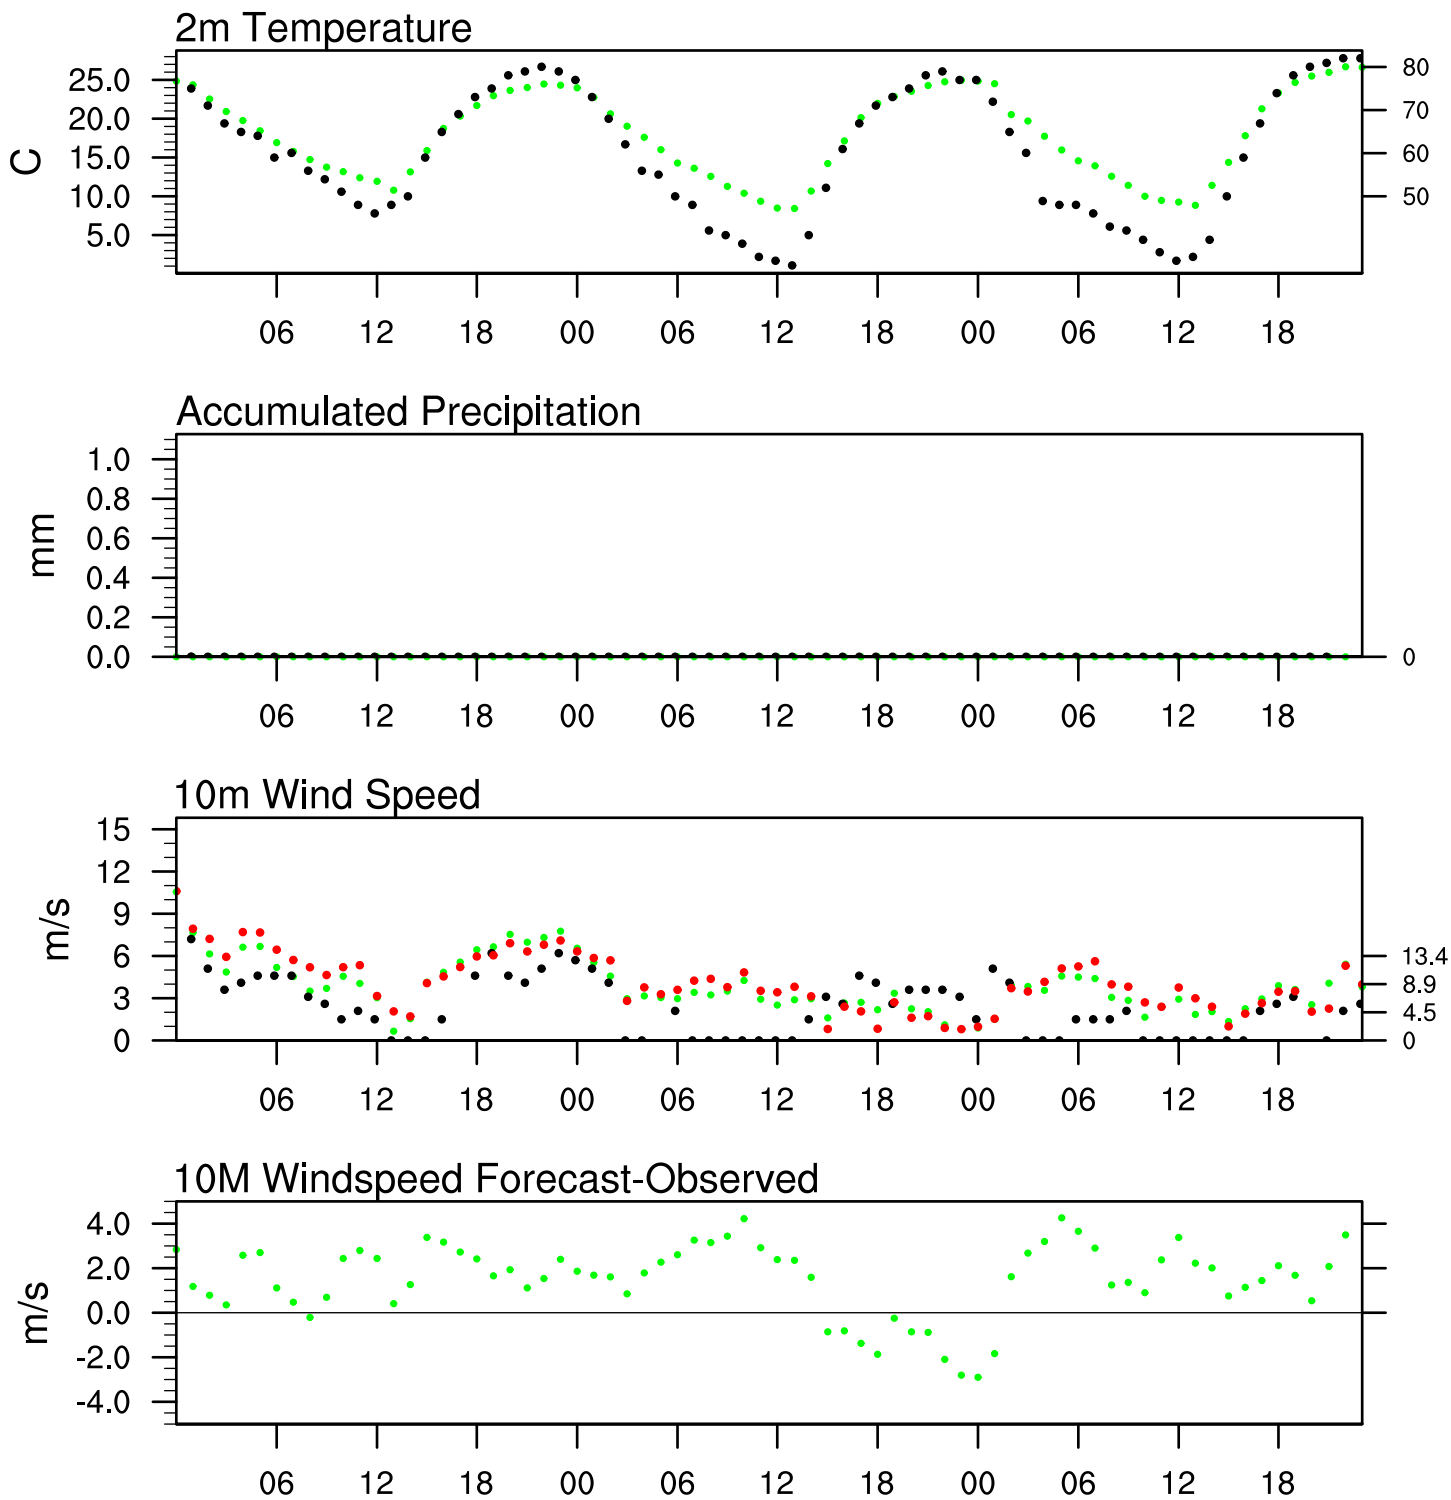 2m Temperature
25.0
20.0
15.0
10.0
5.0
C
80
70
60
50
06 12 18 00 06 12 18 00 06 12 18
Accumulated Precipitation
1.0
0.8
0.6
0.4
0.2
0.0
mm
0
06 12 18 00 06 12 18 00 06 12 18
10m Wind Speed
15
12
9
6
3
0
m/s
13.4
8.9
4.5
0
06 12 18 00 06 12 18 00 06 12 18
10M Windspeed Forecast-Observed
4.0
2.0
0.0
-2.0
-4.0
m/s
06 12 18 00 06 12 18 00 06 12 18